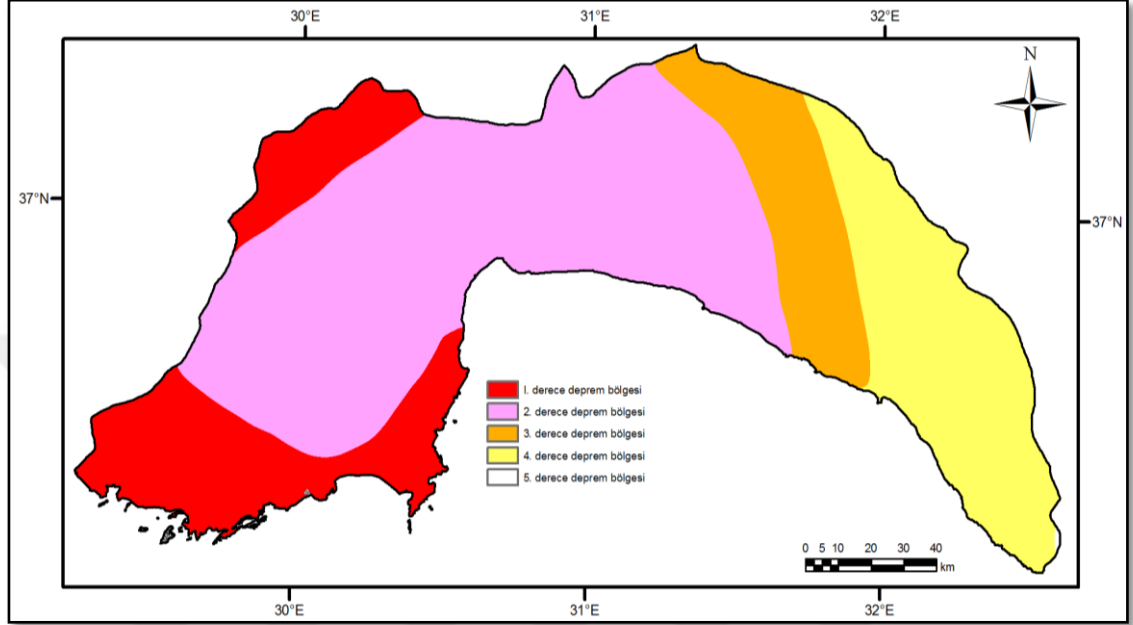 30°E 31°E 32°E
N
37°N
37°N
I. derece deprem bölgesi
2. derece deprem bölgesi
3. derece deprem bölgesi
4. derece deprem bölgesi
5. derece deprem bölgesi
0 5 10 20 30 40
km
30°E 31°E 32°E